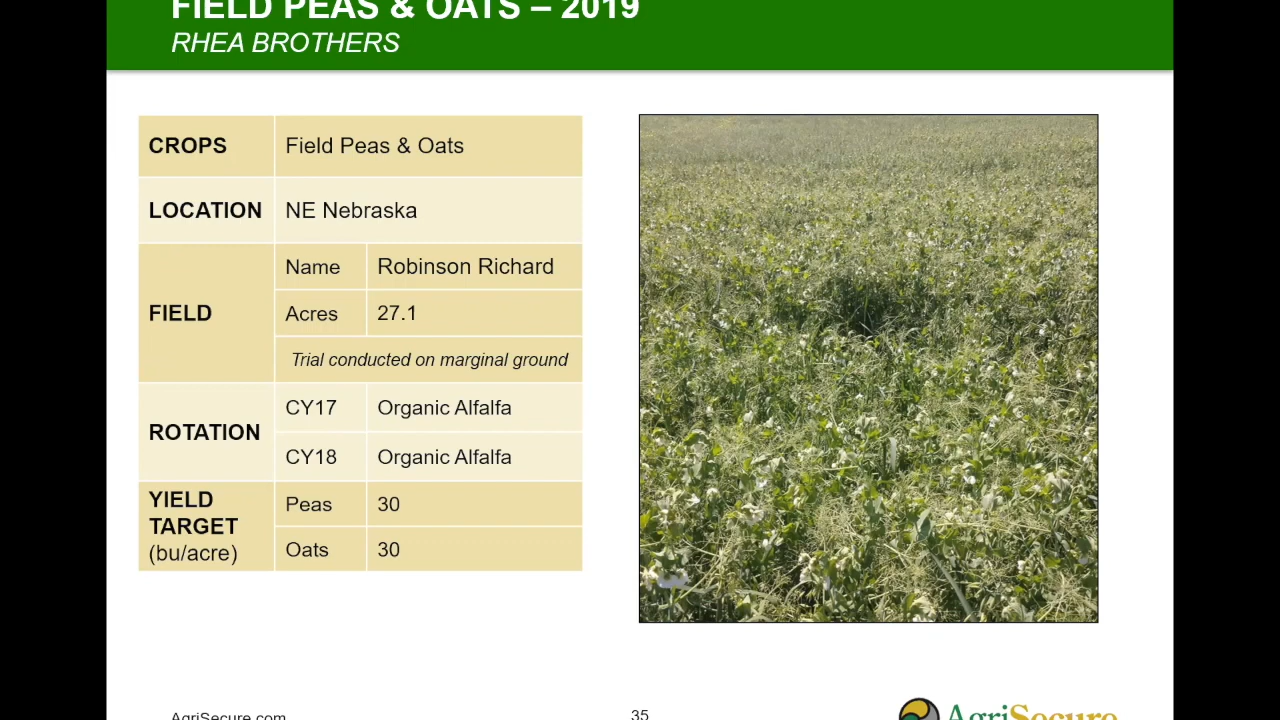 FIELD PEAS & OATS – 2019
RHEA BROTHERS
CROPS Field Peas & Oats
LOCATION NE Nebraska
FIELD
Name Robinson Richard
Acres 27.1
Trial conducted on marginal ground
ROTATION
CY17 Organic Alfalfa
CY18 Organic Alfalfa
YIELD
TARGET
(bu/acre)
Peas 30
Oats 30
AgriSecure.com
35
AgriSecure